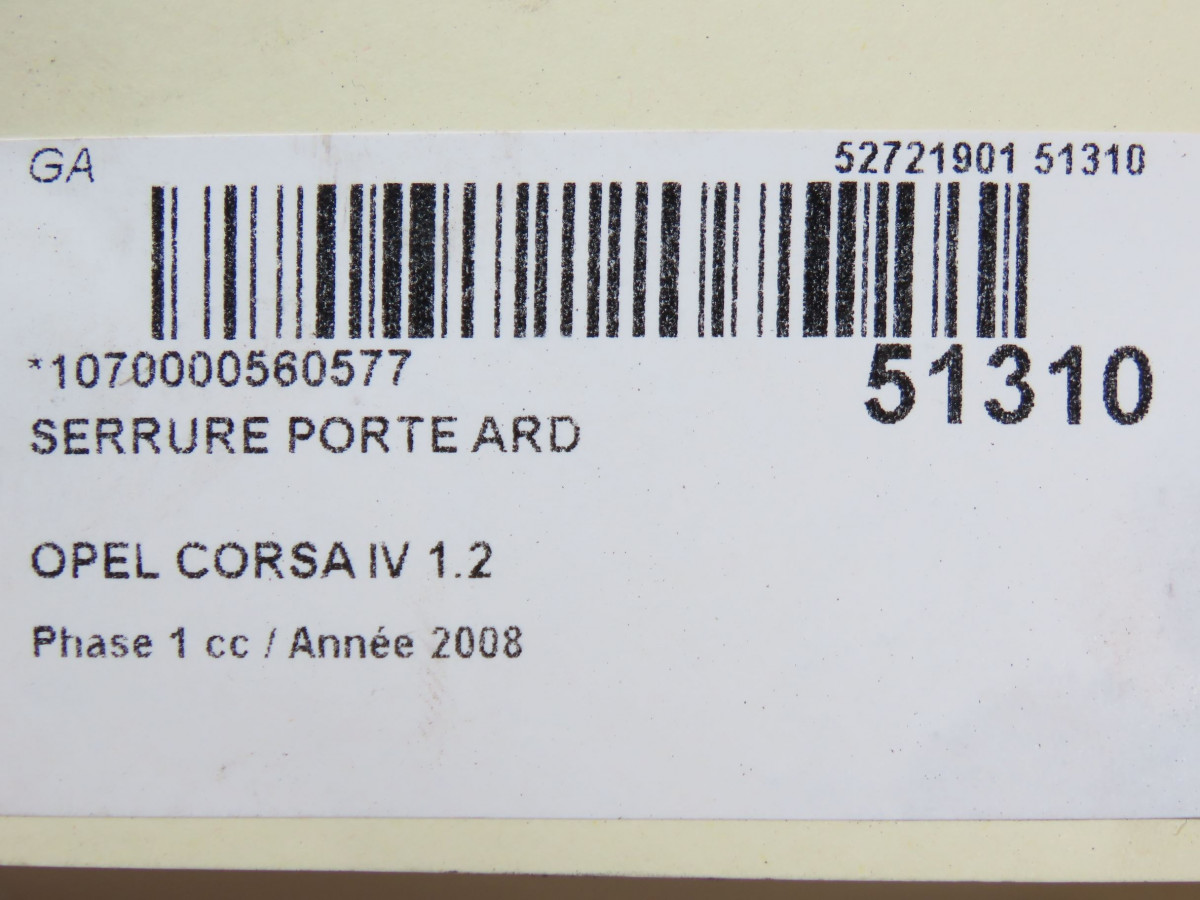 GA
52721901 51310
*1070000560577
51310
SERRURE PORTE ARD
OPEL CORSA IV 1.2
Phase 1 cc / Année 2008